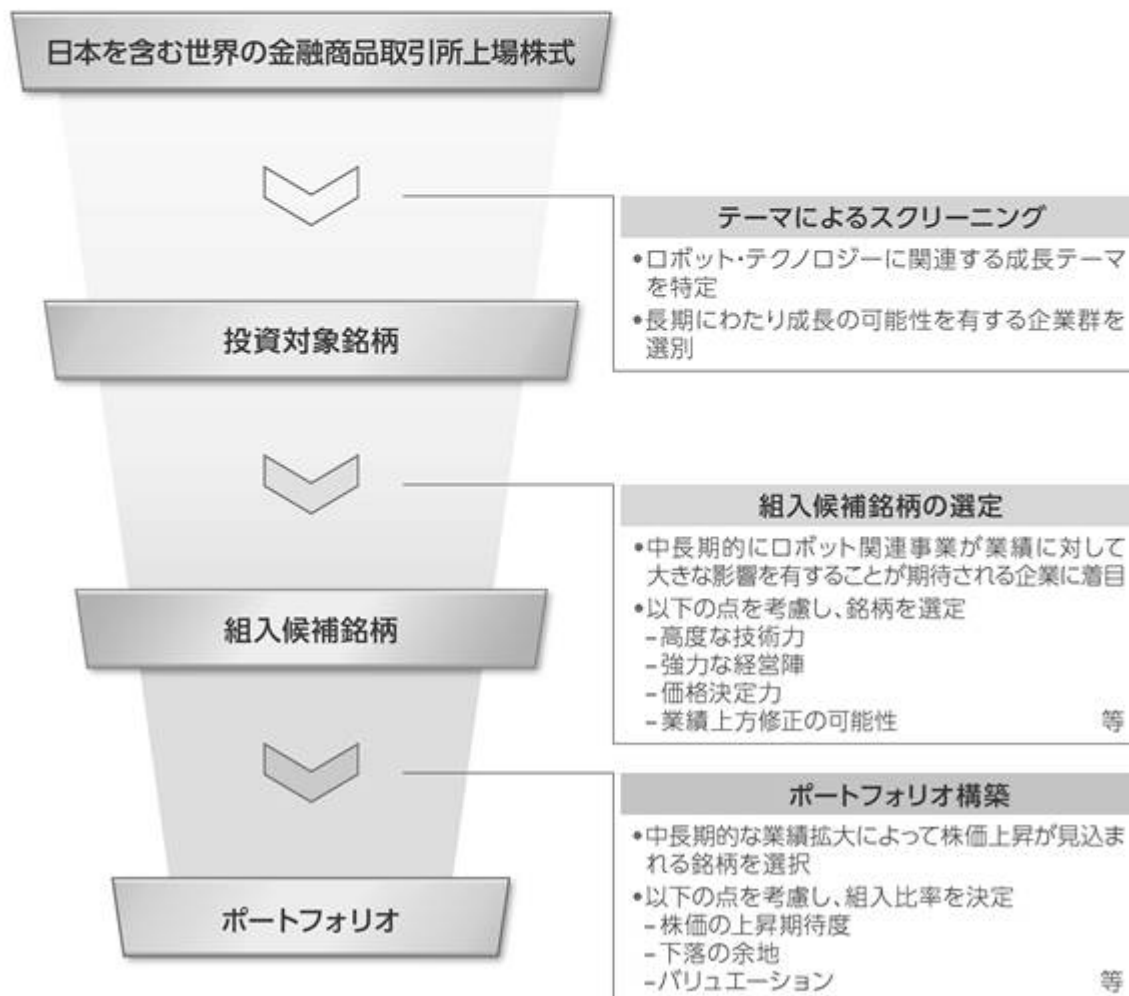 日本を含む世界の金融商品取引所上場株式
テーマによるスクリーニング
•ロボット・テクノロジーに関連する成長テーマ
を特定
•長期にわたり成長の可能性を有する企業群を
選別
投資対象銘柄
組入候補銘柄の選定
•中長期的にロボット関連事業が業績に対して
大きな影響を有することが期待される企業に着目
•以下の点を考慮し、銘柄を選定
–高度な技術力
–強力な経営陣
–価格決定力
–業績上方修正の可能性 等
組入候補銘柄
ポートフォリオ構築
•中長期的な業績拡大によって株価上昇が見込ま
れる銘柄を選択
•以下の点を考慮し、組入比率を決定
–株価の上昇期待度
–下落の余地
–バリュエーション 等
ポートフォリオ